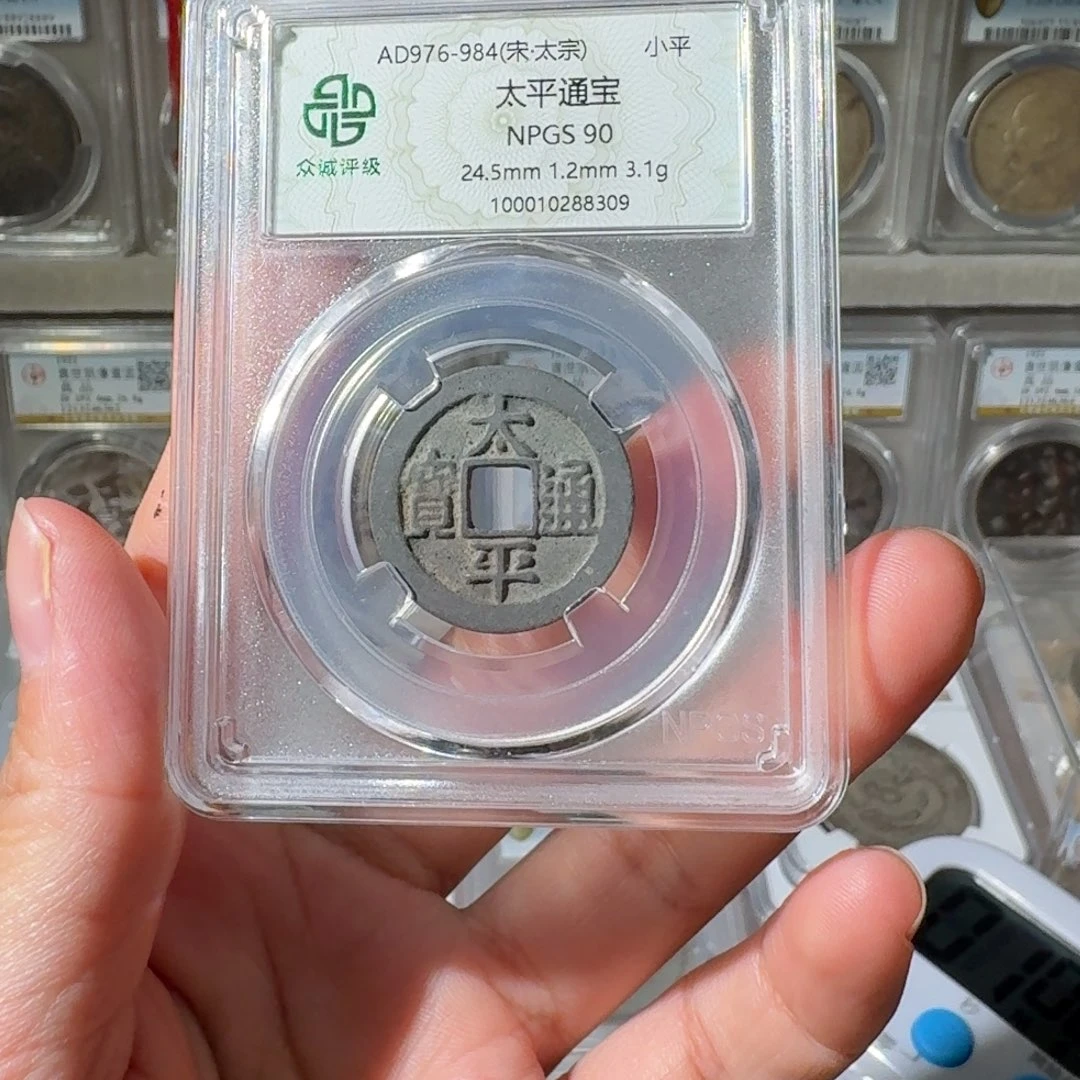 AD976-984(宋·太宗) 小平
太平通宝
NPGS 90
24.5mm 1.2mm 3.1g
100010288309
众诚评级
太
寶 通
平
NPGS